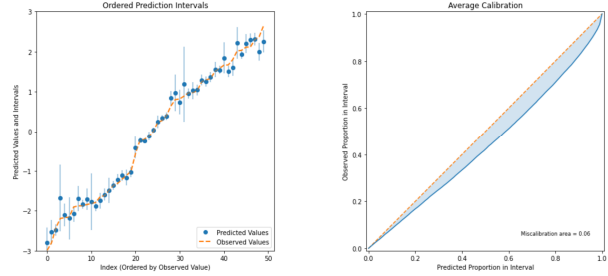 Ordered Prediction Intervals
3
2
1
0
−1
−2
−3
Predicted Values and Intervals
0
10
20
30
40
50
Index (Ordered by Observed Value)
Predicted Values
Observed Values
Average Calibration
1.0
0.8
0.6
0.4
0.2
0.0
Observed Proportion in Interval
0.0
0.2
0.4
0.6
0.8
1.0
Predicted Proportion in Interval
Miscalibration area = 0.06